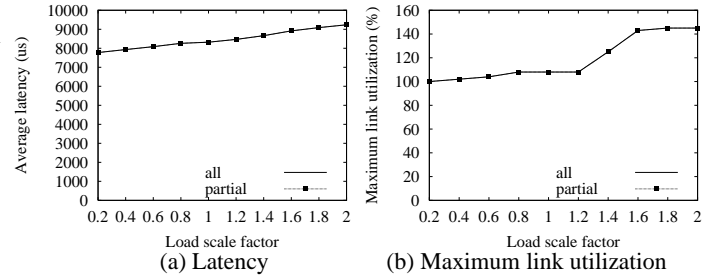 10000
9000
8000
7000
6000
5000
4000
3000
2000
1000
0
Average latency (us)
all
partial
0.2 0.4 0.6 0.8 1 1.2 1.4 1.6 1.8 2
Load scale factor
(a) Latency
160
140
120
100
80
60
40
20
0
Maximum link utilization (%)
all
partial
0.2 0.4 0.6 0.8 1 1.2 1.4 1.6 1.8 2
Load scale factor
(b) Maximum link utilization